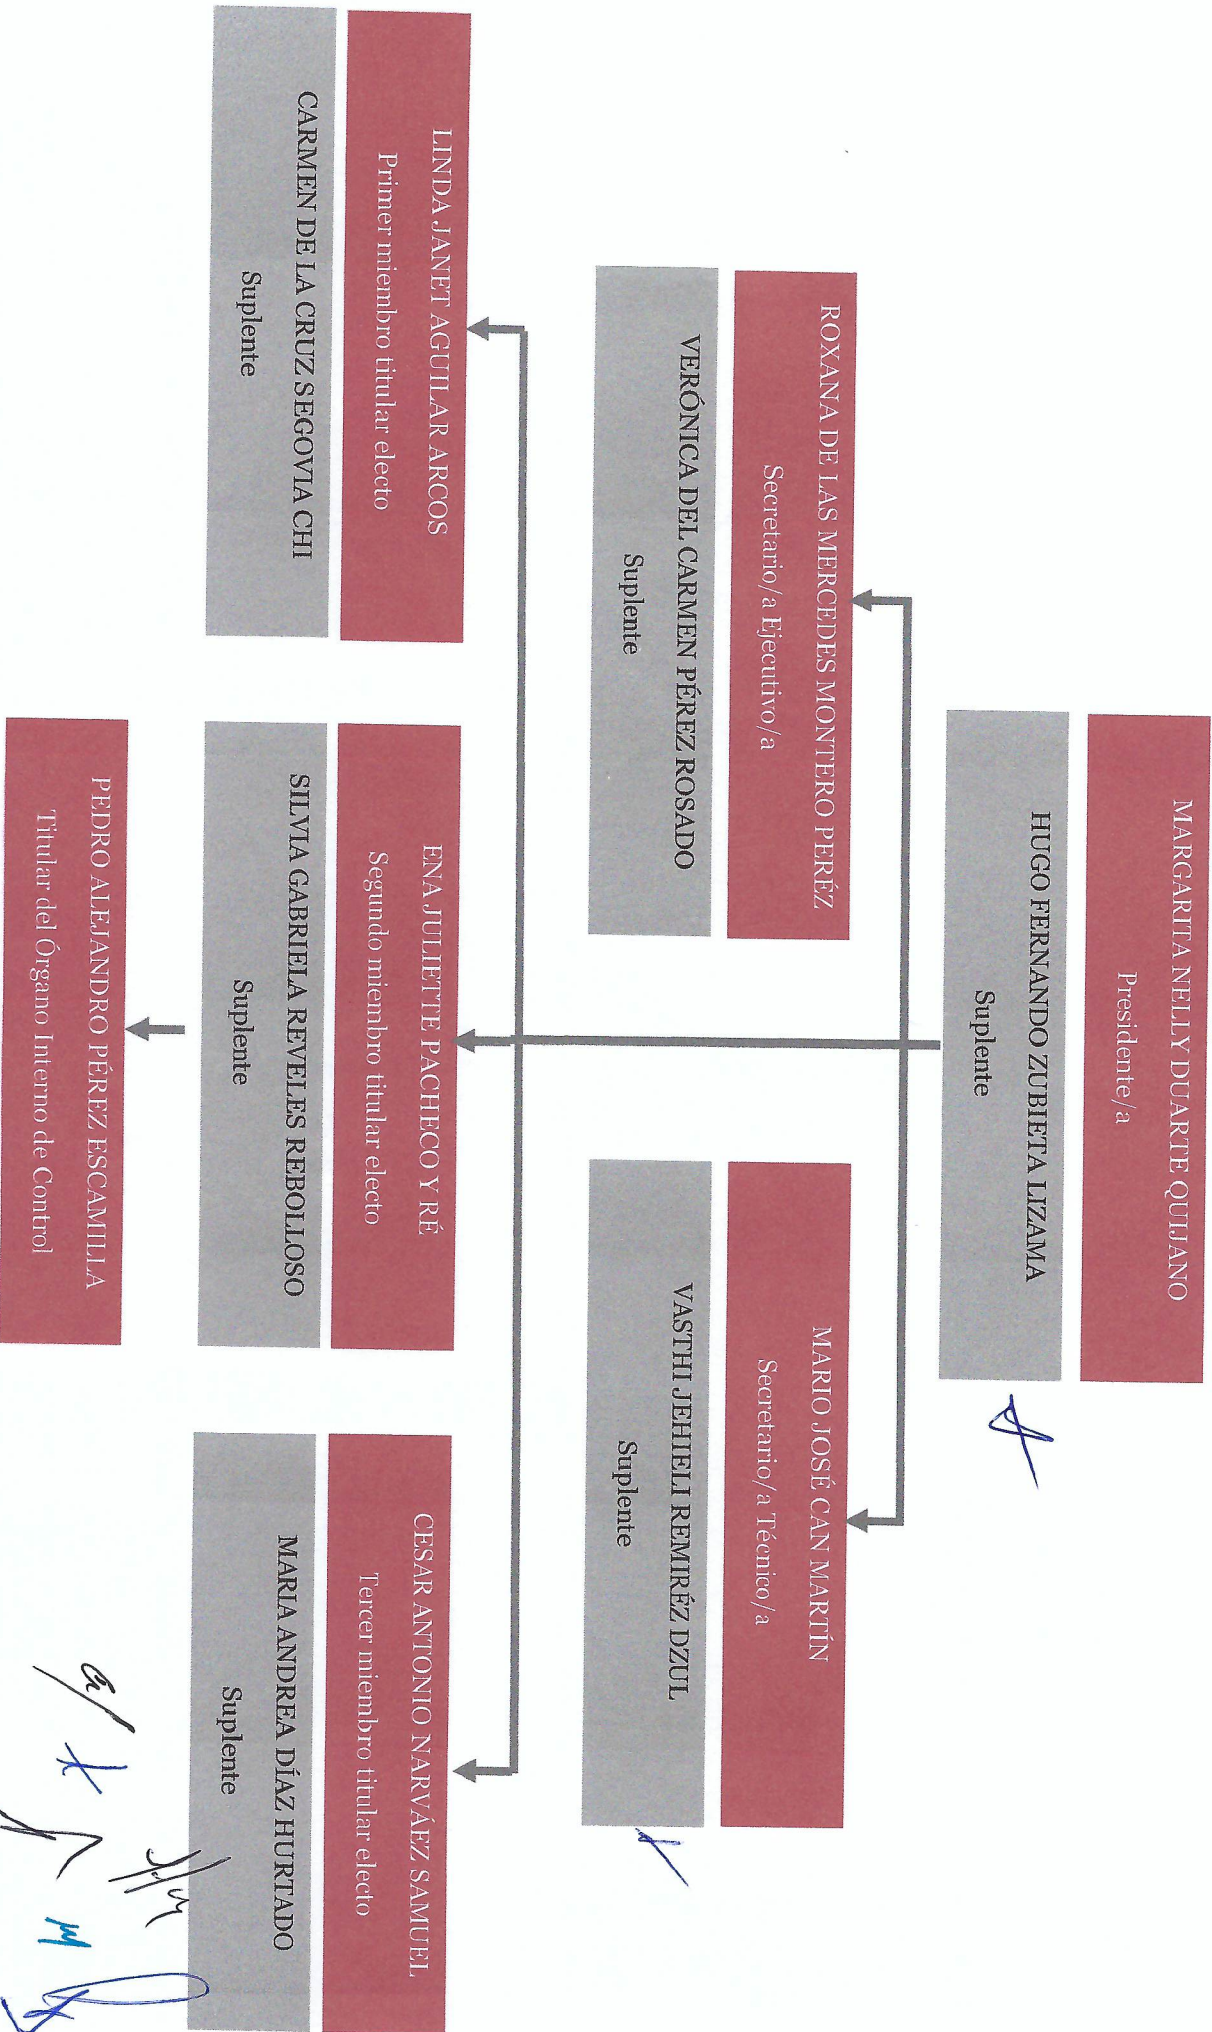 MARGARITA NELLY DUARTE QUIJANO
Presidente/a
HUGO FERNANDO ZUBIETA LIZAMA
Suplente
ROXANA DE LAS MERCEDES MONTERO PERÉZ
Secretario/a Ejecutivo/a
VERÓNICA DEL CARMEN PÉREZ ROSADO
Suplente
MARIO JOSÉ CAN MARTÍN
Secretario/a Técnico/a
VASTHI JEHIELI REMIRÉZ DZUL
Suplente
LINDA JANET AGUILAR ARCOS
Primer miembro titular electo
CARMEN DE LA CRUZ SEGOVIA CHI
Suplente
ENA JULIETTE PACHECO Y RÉ
Segundo miembro titular electo
SILVIA GABRIELA REVELES REBOLLOSO
Suplente
CESAR ANTONIO NARVÁEZ SAMUEL
Tercer miembro titular electo
MARIA ANDREA DÍAZ HURTADO
Suplente
PEDRO ALEJANDRO PÉREZ ESCAMILLA
Titular del Órgano Interno de Control